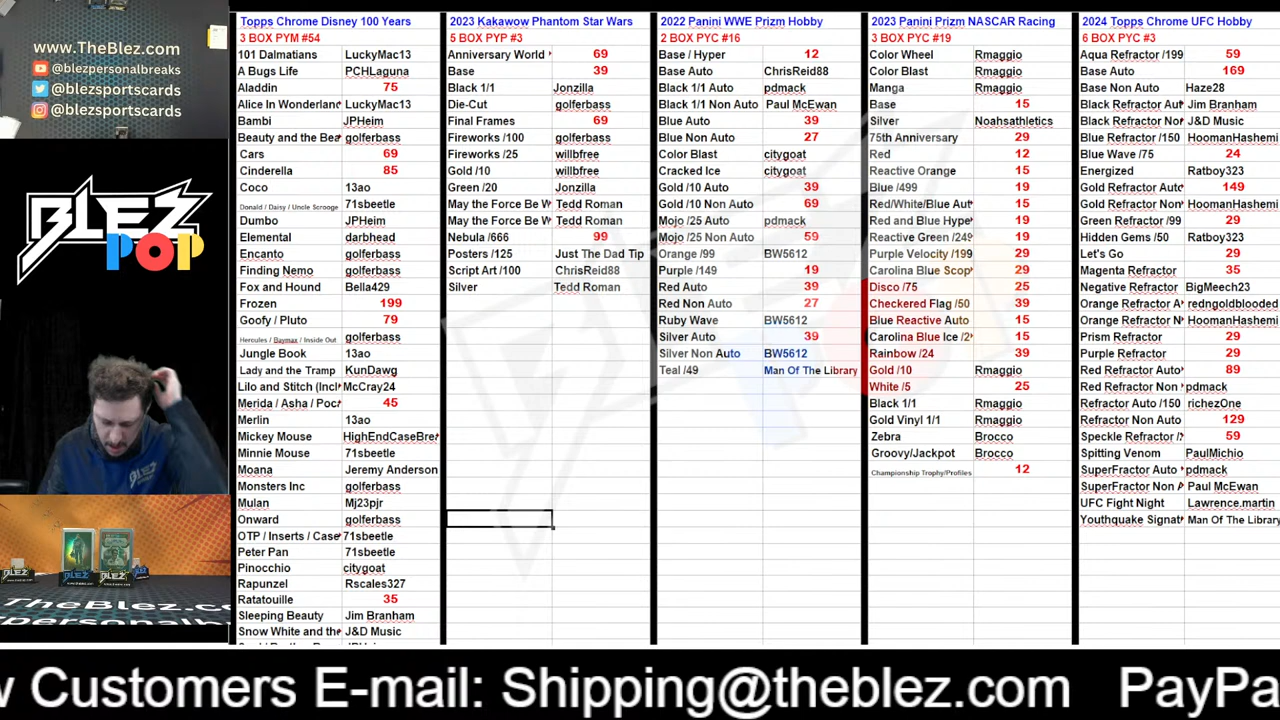 www.TheBlez.com
@blezpersonalbreaks
@blezsportscards
BLEZ
POP
Topps Chrome Disney 100 Years
3 BOX PYM #54
101 Dalmatians LuckyMac13
A Bugs Life PCHLaguna
Aladdin 75
Alice In Wonderlan LuckyMac13
Bambi JPHeim
Beauty and the Bea golferbass
Cars 69
Cinderella 85
Coco 13ao
Donald / Daisy / Uncle Scrooge 71sbeetle
Dumbo JPHeim
Elemental darbhead
Encanto golferbass
Finding Nemo golferbass
Fox and Hound Bella429
Frozen 199
Goofy / Pluto 79
Hercules / Baymax / Inside Out golferbass
Jungle Book 13ao
Lady and the Tramp KunDawg
Lilo and Stitch (Incl McCray24
Merida / Asha / Poc 45
Merlin 13ao
Mickey Mouse HighEndCaseBre
Minnie Mouse 71sbeetle
Moana Jeremy Anderson
Monsters Inc golferbass
Mulan Mj23pjr
Onward golferbass
OTP / Inserts / Case 71sbeetle
Peter Pan 71sbeetle
Pinocchio citygoat
Rapunzel Rscales327
Ratatouille 35
Sleeping Beauty Jim Branham
Snow White and the J&D Music
2023 Kakawow Phantom Star Wars
5 BOX PYP #3
Anniversary World 69
Base 39
Black 1/1 Jonzilla
Die-Cut golferbass
Final Frames 69
Fireworks /100 golferbass
Fireworks /25 willbfree
Gold /10 willbfree
Green /20 Jonzilla
May the Force Be W Tedd Roman
May the Force Be W Tedd Roman
Nebula /666 99
Posters /125 Just The Dad Tip
Script Art /100 ChrisReid88
Silver Tedd Roman
2022 Panini WWE Prizm Hobby
2 BOX PYC #16
Base / Hyper 12
Base Auto ChrisReid88
Black 1/1 Auto pdmack
Black 1/1 Non Auto Paul McEwan
Blue Auto 39
Blue Non Auto 27
Color Blast citygoat
Cracked Ice citygoat
Gold /10 Auto 39
Gold /10 Non Auto 69
Mojo /25 Auto pdmack
Mojo /25 Non Auto 59
Orange /99 BW5612
Purple /149 19
Red Auto 39
Red Non Auto 27
Ruby Wave BW5612
Silver Auto 39
Silver Non Auto BW5612
Teal /49 Man Of The Library
2023 Panini Prizm NASCAR Racing
3 BOX PYC #19
Color Wheel Rmaggio
Color Blast Rmaggio
Manga Rmaggio
Base 15
Silver Noahsathletics
75th Anniversary 29
Red 12
Reactive Orange 15
Blue /499 19
Red/White/Blue Aut 15
Red and Blue Hype 19
Reactive Green /249 19
Purple Velocity /199 29
Carolina Blue Scop 29
Disco /75 25
Checkered Flag /50 39
Blue Reactive Auto 15
Carolina Blue Ice /2 15
Rainbow /24 39
Gold /10 Rmaggio
White /5 25
Black 1/1 Rmaggio
Gold Vinyl 1/1 Rmaggio
Zebra Brocco
Groovy/Jackpot Brocco
Championship Trophy/Profiles 12
2024 Topps Chrome UFC Hobby
6 BOX PYC #3
Aqua Refractor /199 59
Base Auto 169
Base Non Auto Haze28
Black Refractor Aut Jim Branham
Black Refractor No J&D Music
Blue Refractor /150 HoomanHashemi
Blue Wave /75 24
Energized Ratboy323
Gold Refractor Aut 149
Gold Refractor Non HoomanHashemi
Green Refractor /99 29
Hidden Gems /50 Ratboy323
Let's Go 29
Magenta Refractor 35
Negative Refractor BigMeech23
Orange Refractor A redngoldblooded
Orange Refractor N HoomanHashemi
Prism Refractor 29
Purple Refractor 29
Red Refractor Auto 89
Red Refractor Non pdmack
Refractor Auto /150 richezOne
Refractor Non Auto 129
Speckle Refractor / 59
Spitting Venom PaulMichio
SuperFractor Auto pdmack
SuperFractor Non A Paul McEwan
UFC Fight Night Lawrence.martin
Youthquake Signat Man Of The Library
BLEZ BLEZ BLEZ BLEZ
TheBlez.co
personalb
w Customers E-mail: Shipping@theblez.com PayPa